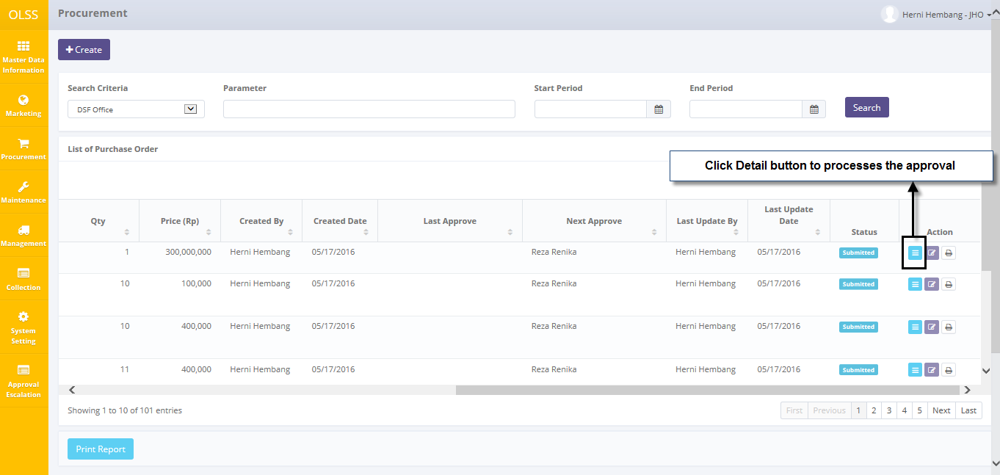 OLSS
Procurement
Herni Hembang - JHO
Master Data
Information
Marketing
Procurement
Maintenance
Management
Collection
System
Setting
Approval
Escalation
Create
Search Criteria
Parameter
Start Period
End Period
DSF Office
Search
List of Purchase Order
Click Detail button to processes the approval
Qty Price (Rp) Created By Created Date Last Approve Next Approve Last Update By Last Update Date Status Action
1 300,000,000 Herni Hembang 05/17/2016 Reza Renika Herni Hembang 05/17/2016 Submitted
10 100,000 Herni Hembang 05/17/2016 Reza Renika Herni Hembang 05/17/2016 Submitted
10 400,000 Herni Hembang 05/17/2016 Reza Renika Herni Hembang 05/17/2016 Submitted
11 400,000 Herni Hembang 05/17/2016 Reza Renika Herni Hembang 05/17/2016 Submitted
Showing 1 to 10 of 101 entries
First Previous 1 2 3 4 5 Next Last
Print Report